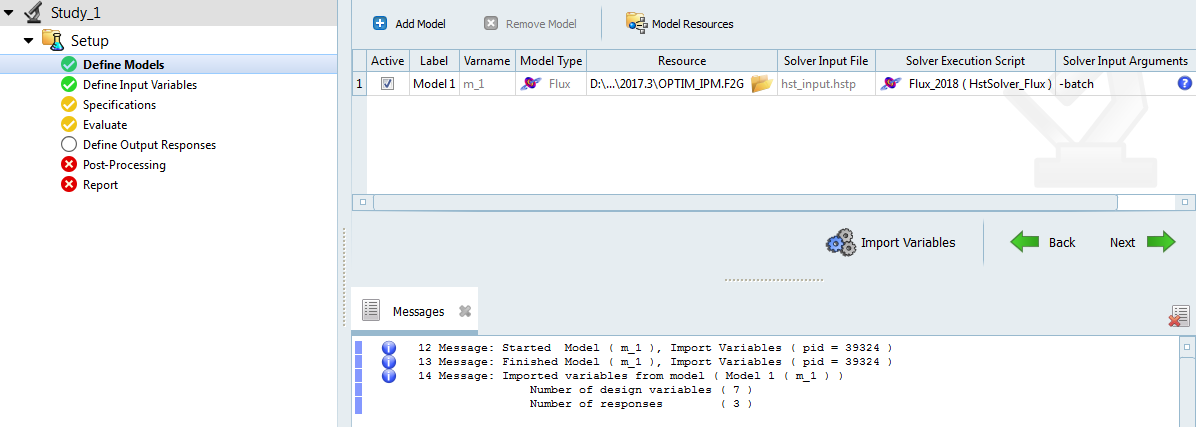 Study_1
Setup
Define Models
Define Input Variables
Specifications
Evaluate
Define Output Responses
Post-Processing
Report
Add Model Remove Model Model Resources
Active Label Varname Model Type Resource Solver Input File Solver Execution Script Solver Input Arguments
1 Model 1 m_1 Flux D:\...\2017.3\OPTIM_IPM.F2G hst_input.hstp Flux_2018 ( HstSolver_Flux ) -batch
Import Variables Back Next
Messages
12 Message: Started Model ( m_1 ), Import Variables ( pid = 39324 )
13 Message: Finished Model ( m_1 ), Import Variables ( pid = 39324 )
14 Message: Imported variables from model ( Model 1 ( m_1 ) )
Number of design variables ( 7 )
Number of responses ( 3 )